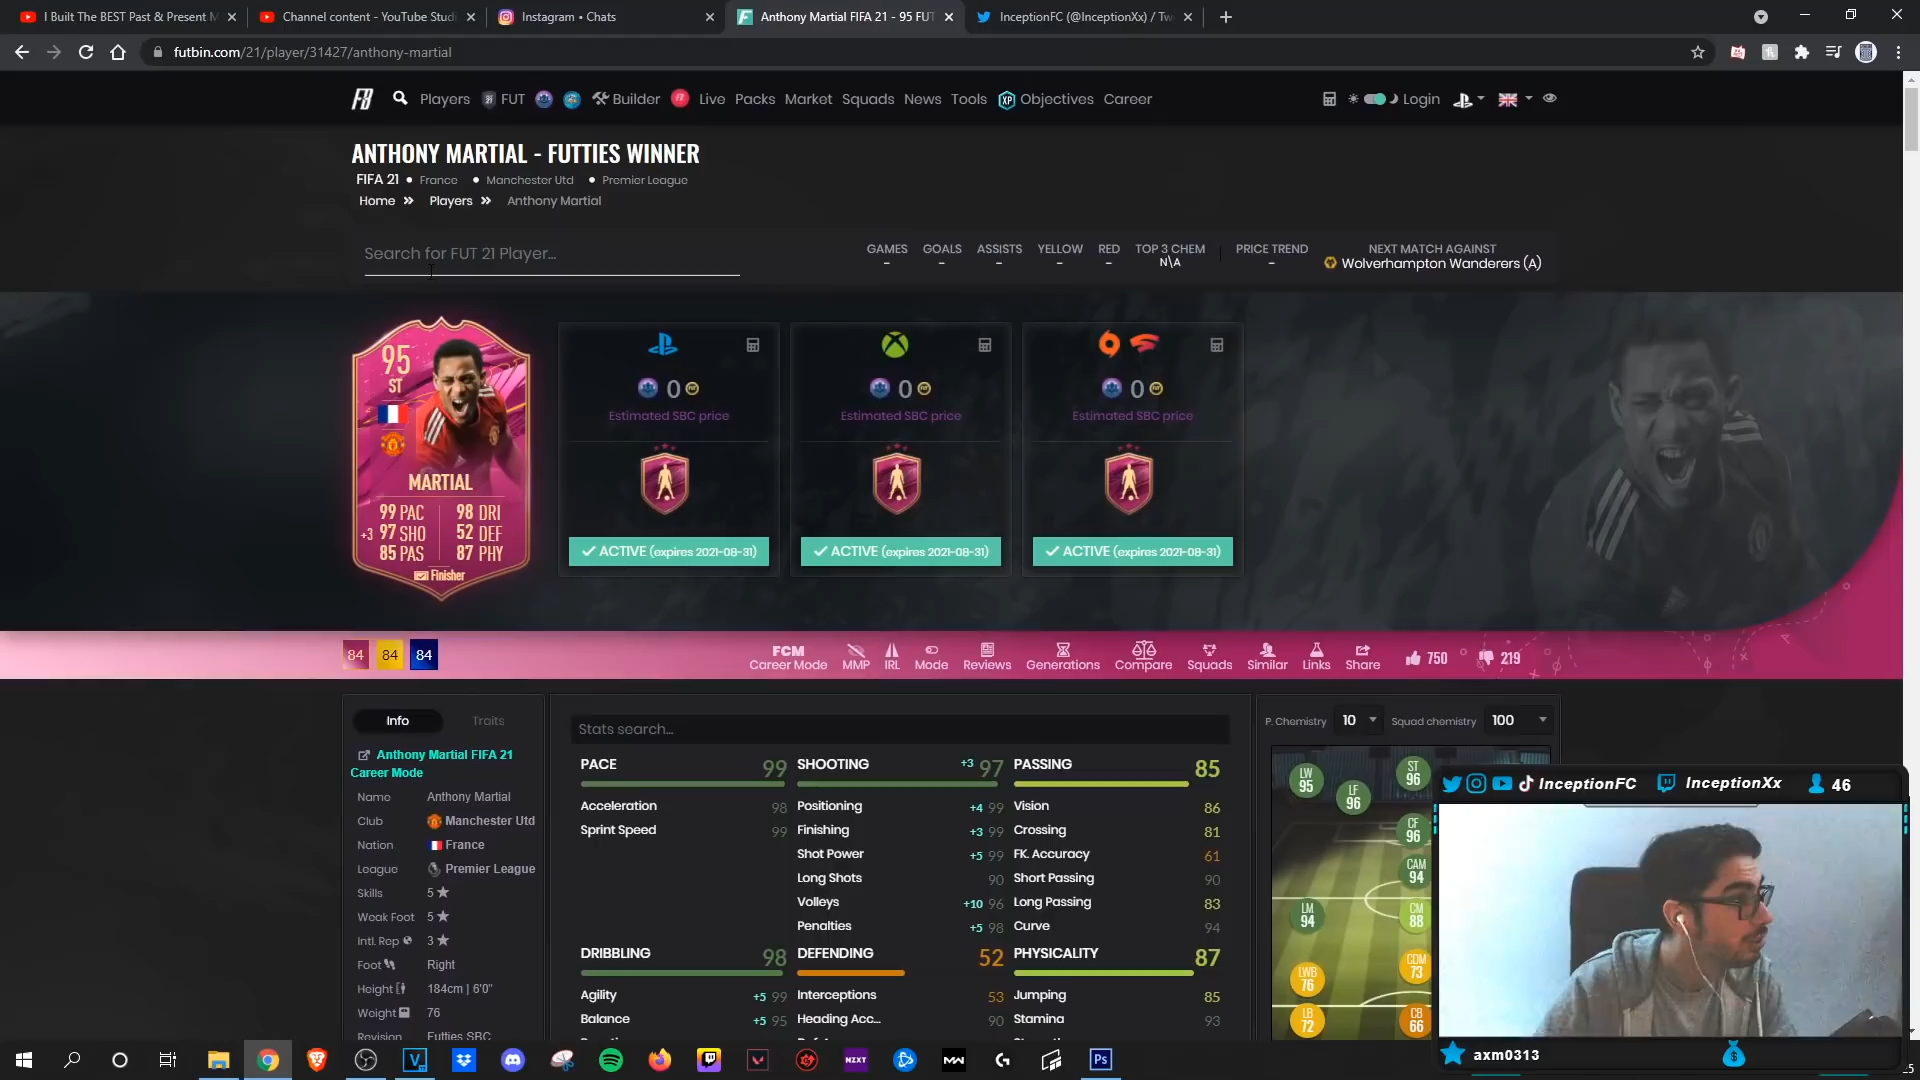 I Built The BEST Past & Present M
Channel content - YouTube Studi
Instagram • Chats
Anthony Martial FIFA 21 - 95 FUT
InceptionFC (@InceptionXx) / Tw
futbin.com/21/player/31427/anthony-martial
Players
FUT
Builder
Live
Packs
Market
Squads
News
Tools
XP
Objectives
Career
Login
ANTHONY MARTIAL - FUTTIES WINNER
FIFA 21 • France • Manchester Utd • Premier League
Home » Players » Anthony Martial
Search for FUT 21 Player...
GAMES GOALS ASSISTS YELLOW RED TOP 3 CHEM PRICE TREND NEXT MATCH AGAINST
- - - - - N\A - Wolverhampton Wanderers (A)
95
ST
MARTIAL
99 PAC 98 DRI
+3 97 SHO 52 DEF
85 PAS 87 PHY
Finisher
0
Estimated SBC price
ACTIVE (expires 2021-08-31)
0
Estimated SBC price
ACTIVE (expires 2021-08-31)
0
Estimated SBC price
ACTIVE (expires 2021-08-31)
84 84 84
FCM
Career Mode
MMP
IRL
Mode
Reviews
Generations
Compare
Squads
Similar
Links
Share
750
219
Info Traits
Anthony Martial FIFA 21
Career Mode
Name Anthony Martial
Club Manchester Utd
Nation France
League Premier League
Skills 5
Weak Foot 5
Intl. Rep 3
Foot Right
Height 184cm | 6'0"
Weight 76
Revision Futties SBC
Stats search...
PACE 99
Acceleration 98
Sprint Speed 99
SHOOTING +3 97
Positioning +4 99
Finishing +3 99
Shot Power +5 99
Long Shots 90
Volleys +10 96
Penalties +5 98
PASSING 85
Vision 86
Crossing 81
FK. Accuracy 61
Short Passing 90
Long Passing 83
Curve 94
DRIBBLING 98
Agility +5 99
Balance +5 95
DEFENDING 52
Interceptions 53
Heading Acc... 90
PHYSICALITY 87
Jumping 85
Stamina 93
P. Chemistry 10
Squad chemistry 100
LW
95
LF
96
ST
96
CF
96
CAM
94
LM
94
CM
88
CDM
73
LWB
76
LB
72
CB
66
InceptionFC
InceptionXx
46
axm0313
NZXT
Ps